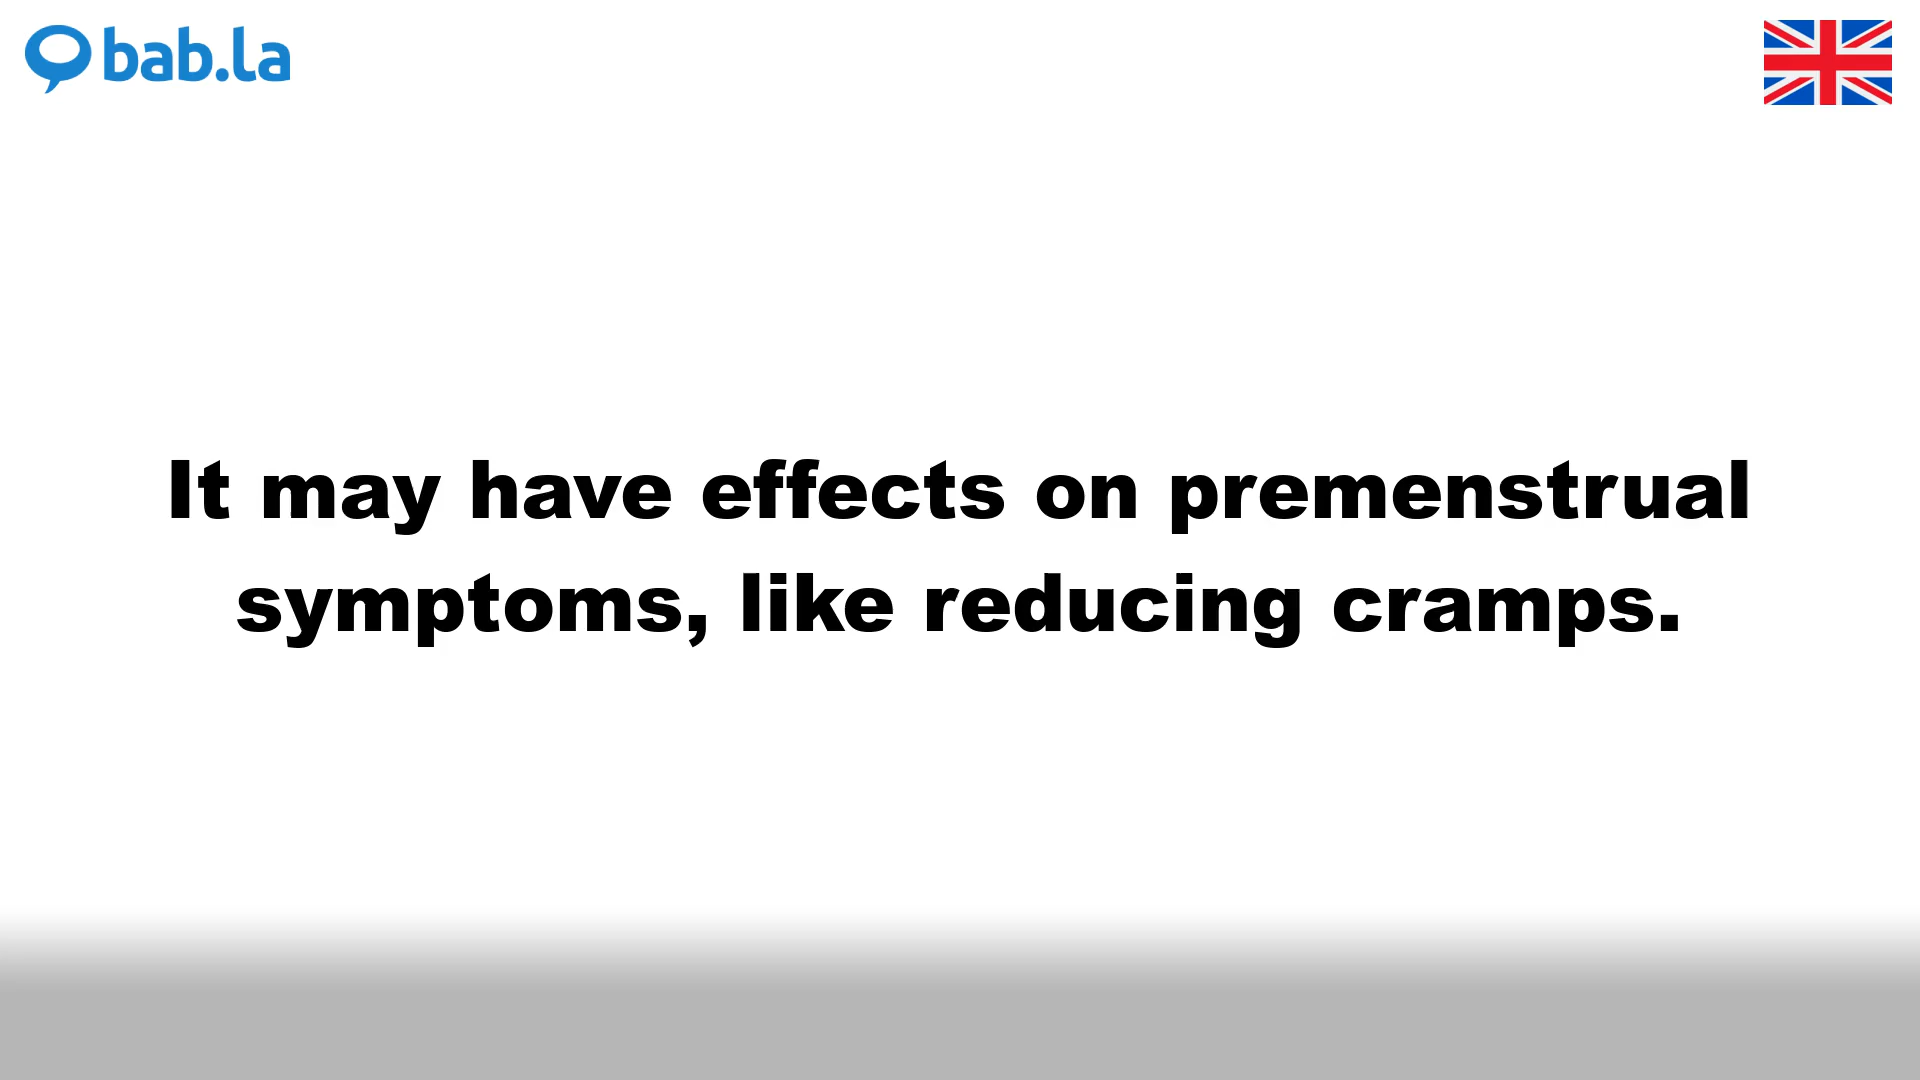 bab.la
It may have effects on premenstrual
symptoms, like reducing cramps.